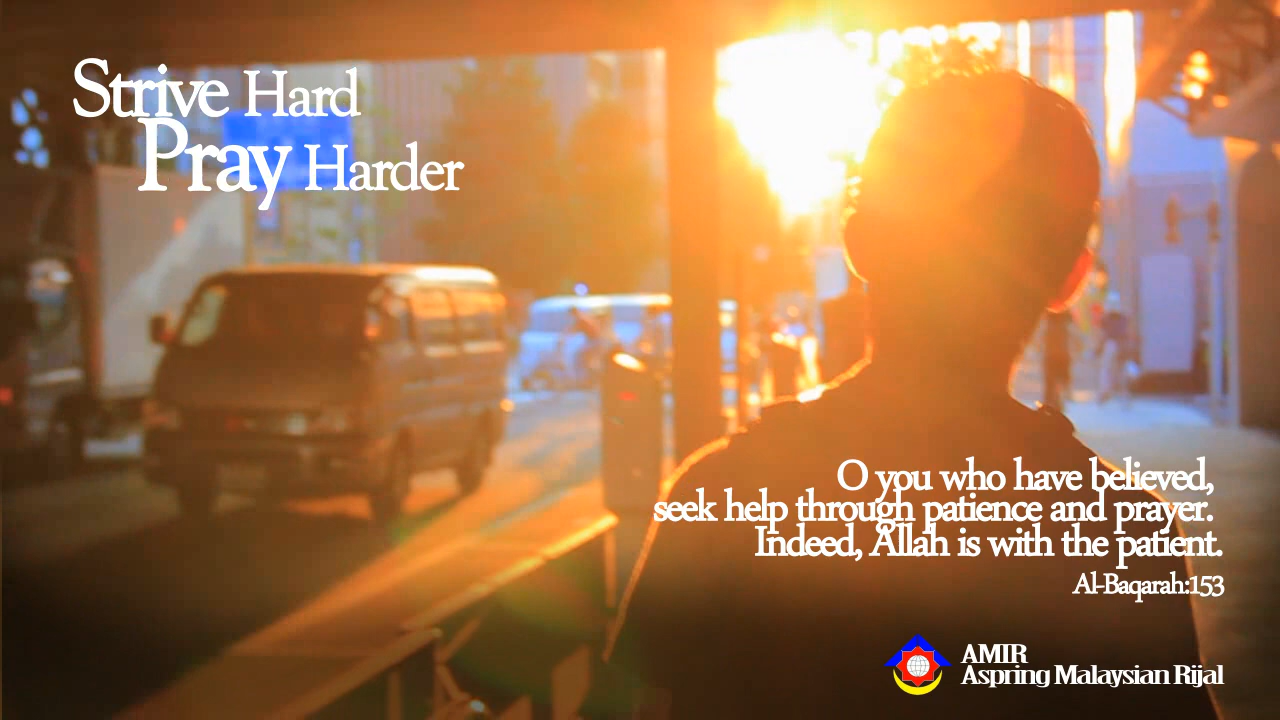 Strive Hard
Pray Harder
O you who have believed,
seek help through patience and prayer.
Indeed, Allah is with the patient.
Al-Baqarah:153
AMIR
Aspring Malaysian Rijal